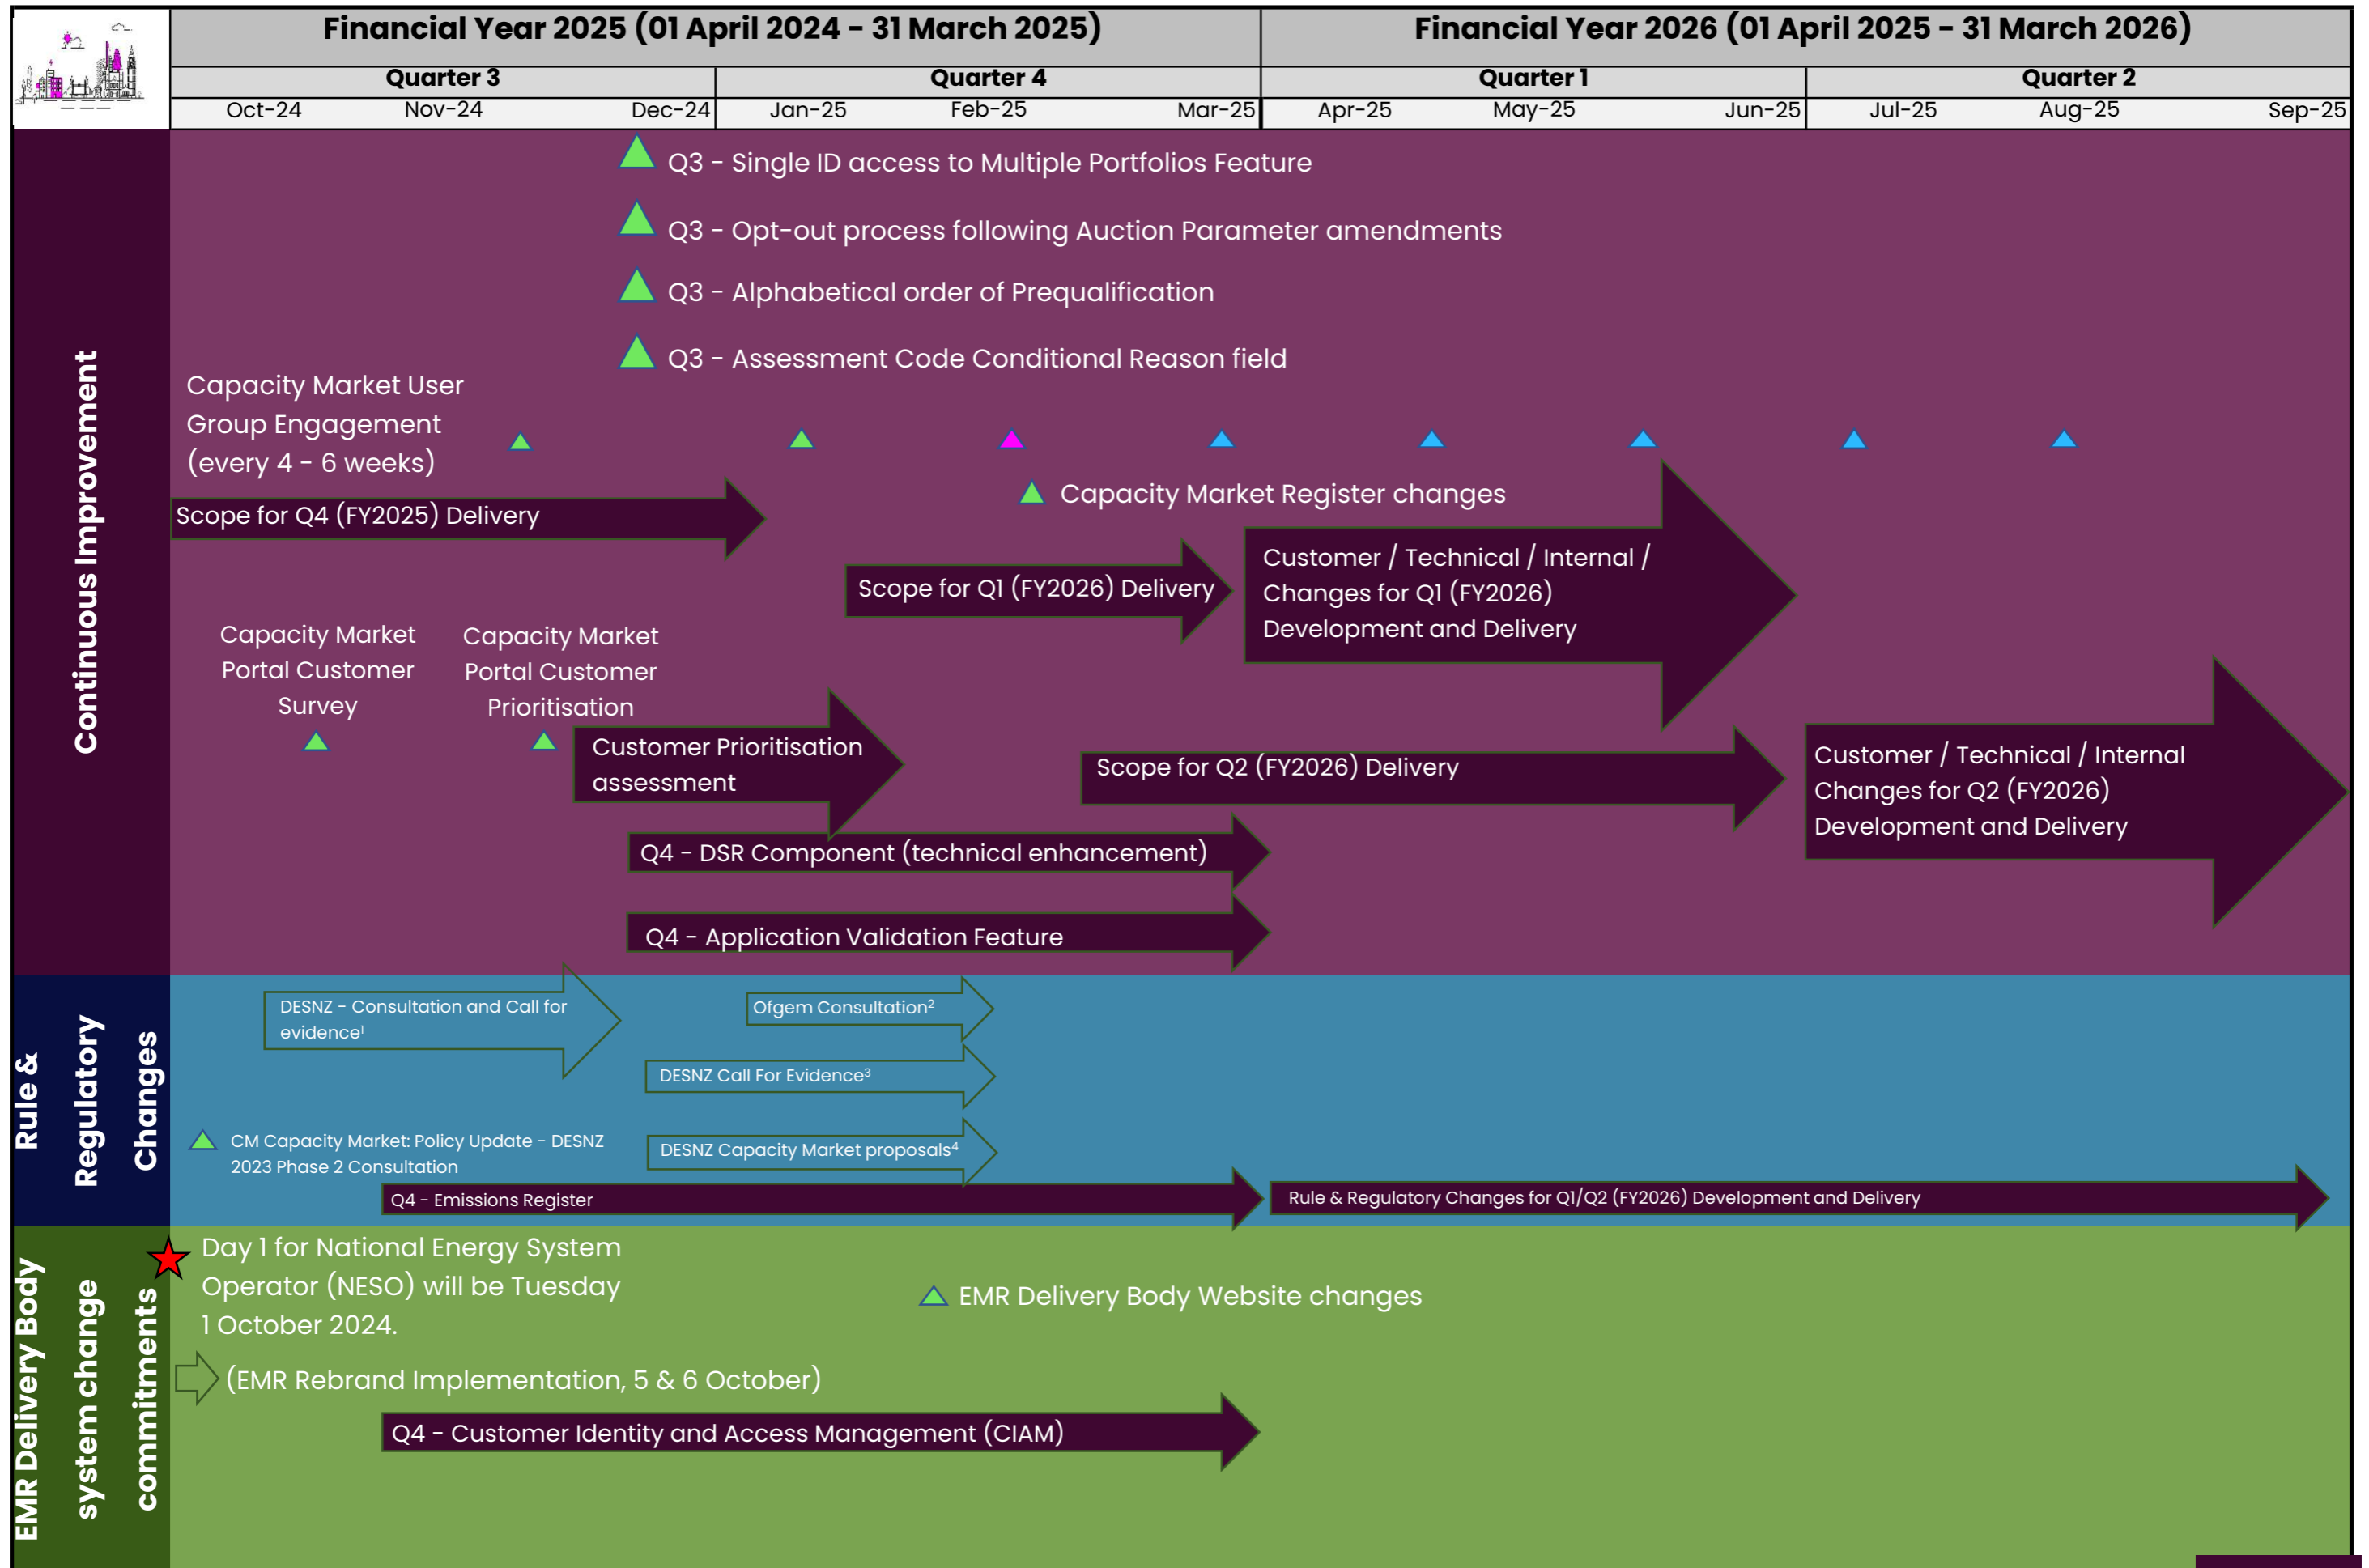 Financial Year 2025 (01 April 2024 - 31 March 2025)
Financial Year 2026 (01 April 2025 - 31 March 2026)
Quarter 3
Quarter 4
Quarter 1
Quarter 2
Oct-24
Nov-24
Dec-24
Jan-25
Feb-25
Mar-25
Apr-25
May-25
Jun-25
Jul-25
Aug-25
Sep-25
Continuous Improvement
Q3 - Single ID access to Multiple Portfolios Feature
Q3 - Opt-out process following Auction Parameter amendments
Q3 - Alphabetical order of Prequalification
Q3 - Assessment Code Conditional Reason field
Capacity Market User
Group Engagement
(every 4 - 6 weeks)
Capacity Market Register changes
Scope for Q4 (FY2025) Delivery
Scope for Q1 (FY2026) Delivery
Customer / Technical / Internal /
Changes for Q1 (FY2026)
Development and Delivery
Capacity Market
Portal Customer
Survey
Capacity Market
Portal Customer
Prioritisation
Customer Prioritisation
assessment
Scope for Q2 (FY2026) Delivery
Customer / Technical / Internal
Changes for Q2 (FY2026)
Development and Delivery
Q4 - DSR Component (technical enhancement)
Q4 - Application Validation Feature
Rule &
Regulatory
Changes
DESNZ - Consultation and Call for
evidence¹
Ofgem Consultation²
DESNZ Call For Evidence³
CM Capacity Market: Policy Update - DESNZ
2023 Phase 2 Consultation
DESNZ Capacity Market proposals⁴
Q4 - Emissions Register
Rule & Regulatory Changes for Q1/Q2 (FY2026) Development and Delivery
EMR Delivery Body
system change
commitments
Day 1 for National Energy System
Operator (NESO) will be Tuesday
1 October 2024.
EMR Delivery Body Website changes
(EMR Rebrand Implementation, 5 & 6 October)
Q4 - Customer Identity and Access Management (CIAM)